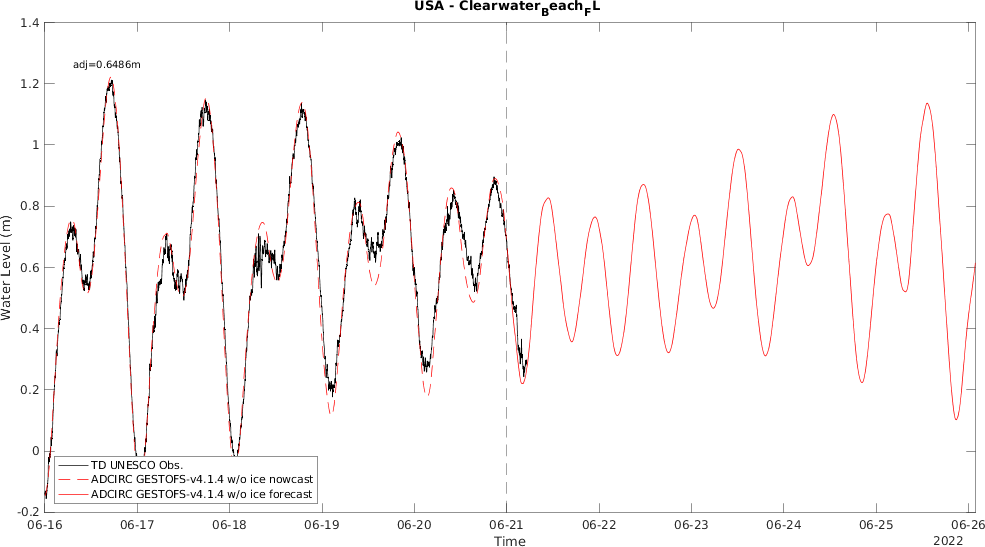 USA - Clearwater_Beach_FL
1.4
adj=0.6486m
1.2
1
0.8
0.6
0.4
0.2
0
-0.2
Water Level (m)
TD UNESCO Obs.
ADCIRC GESTOFS-v4.1.4 w/o ice nowcast
ADCIRC GESTOFS-v4.1.4 w/o ice forecast
06-16 06-17 06-18 06-19 06-20 06-21 06-22 06-23 06-24 06-25 06-26
Time
2022